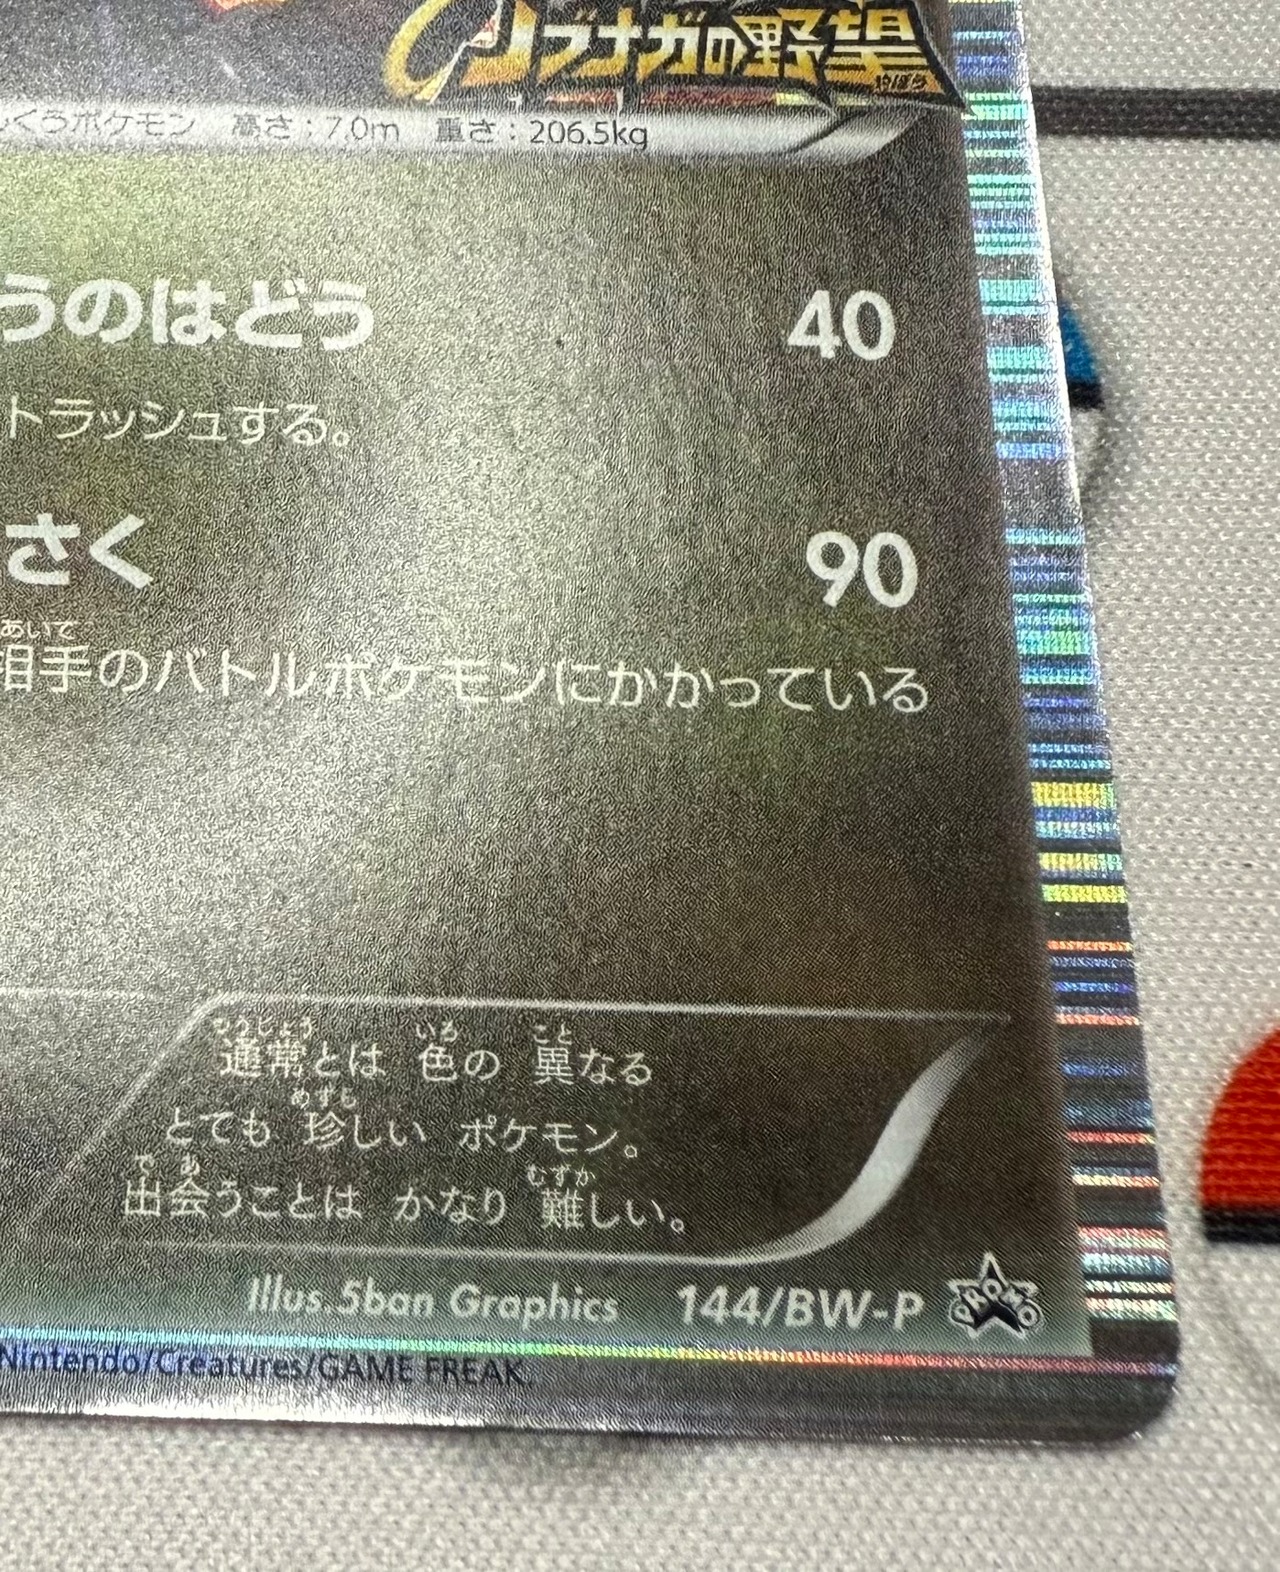 ノブナガの野望
やぼう
くろポケモン 高さ : 7.0m 重さ : 206.5kg
うのはどう 40
トラッシュする。
さく 90
あいて
相手のバトルポケモンにかかっている
つうじょう いろ こと
通常とは 色の 異なる
めずら
とても 珍しい ポケモン。
で あ むずか
出会うことは かなり 難しい。
Illus. 5ban Graphics 144/BW-P PROMO
Nintendo/Creatures/GAME FREAK.